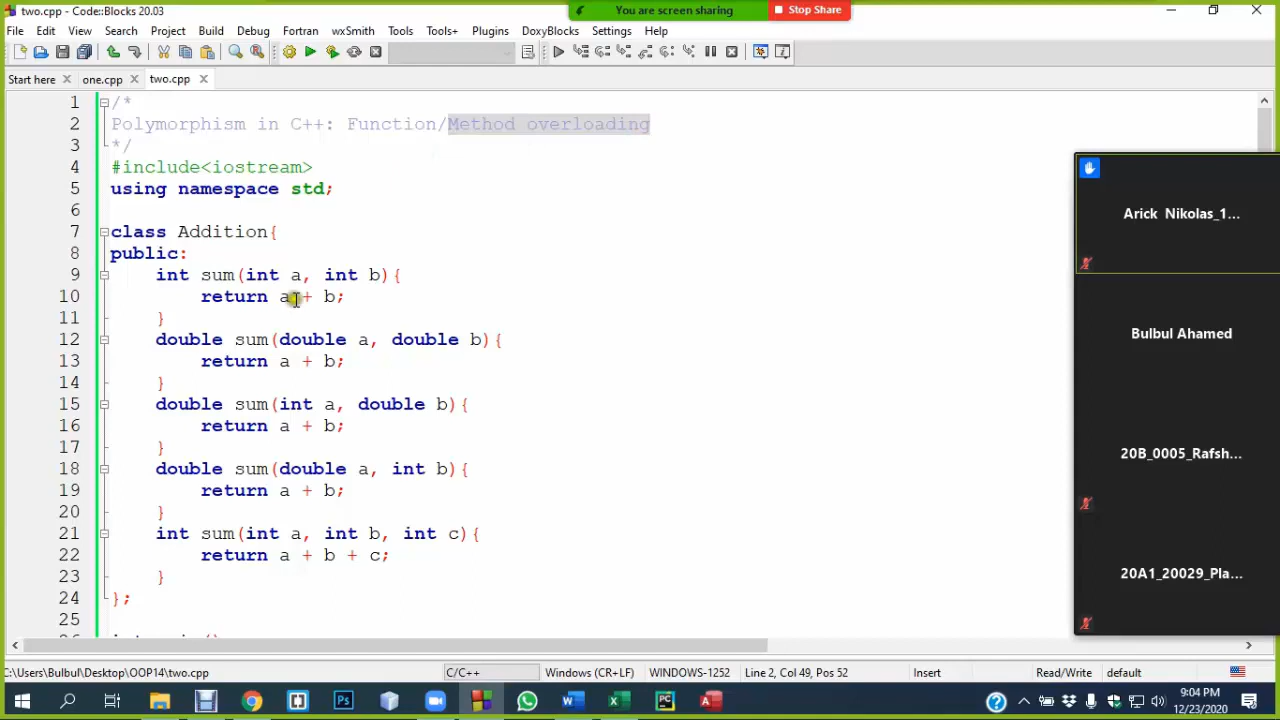 two.cpp - Code::Blocks 20.03
You are screen sharing
Stop Share
File Edit View Search Project Build Debug Fortran wxSmith Tools Tools+ Plugins DoxyBlocks Settings Help
Start here one.cpp two.cpp
1 /*
2 Polymorphism in C++: Function/Method overloading
3 */
4 #include<iostream>
5 using namespace std;
6
7 class Addition{
8 public:
9 int sum(int a, int b){
10 return a + b;
11 }
12 double sum(double a, double b){
13 return a + b;
14 }
15 double sum(int a, double b){
16 return a + b;
17 }
18 double sum(double a, int b){
19 return a + b;
20 }
21 int sum(int a, int b, int c){
22 return a + b + c;
23 }
24 };
25
Arick Nikolas_1...
Bulbul Ahamed
20B_0005_Rafsh...
20A1_20029_Pla...
C:\Users\Bulbul\Desktop\OOP14\two.cpp C/C++ Windows (CR+LF) WINDOWS-1252 Line 2, Col 49, Pos 52 Insert Read/Write default
9:04 PM
12/23/2020